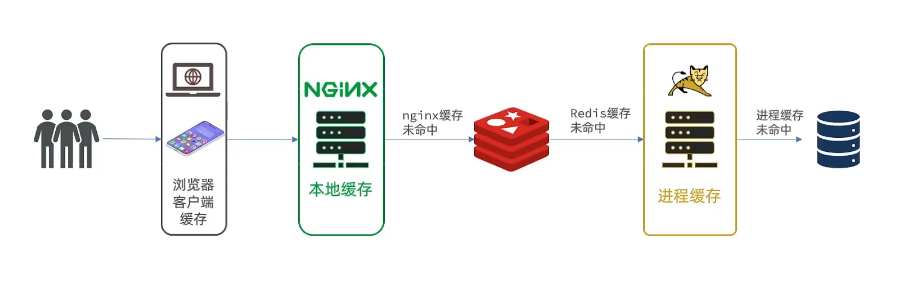 浏览器
客户端
缓存
NGINX
本地缓存
nginx缓存
未命中
Redis缓存
未命中
进程缓存
进程缓存
未命中